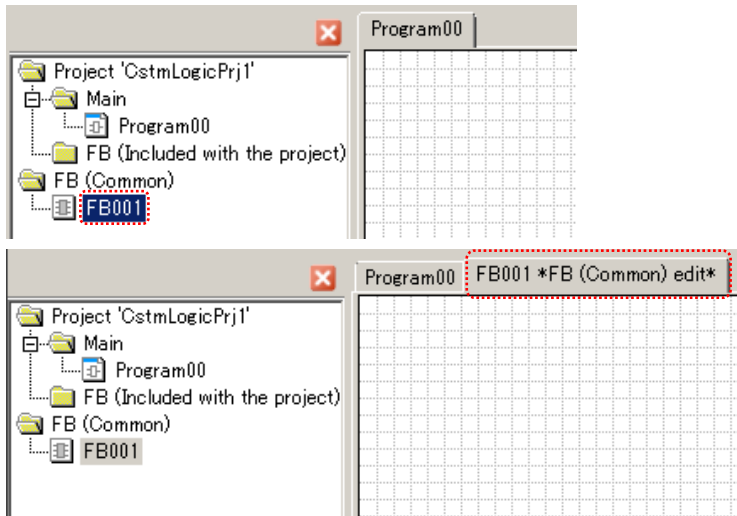 Program00
Project 'CstmLogicPrj1'
Main
Program00
FB (Included with the project)
FB (Common)
FB001
Program00 FB001 *FB (Common) edit*
Project 'CstmLogicPrj1'
Main
Program00
FB (Included with the project)
FB (Common)
FB001